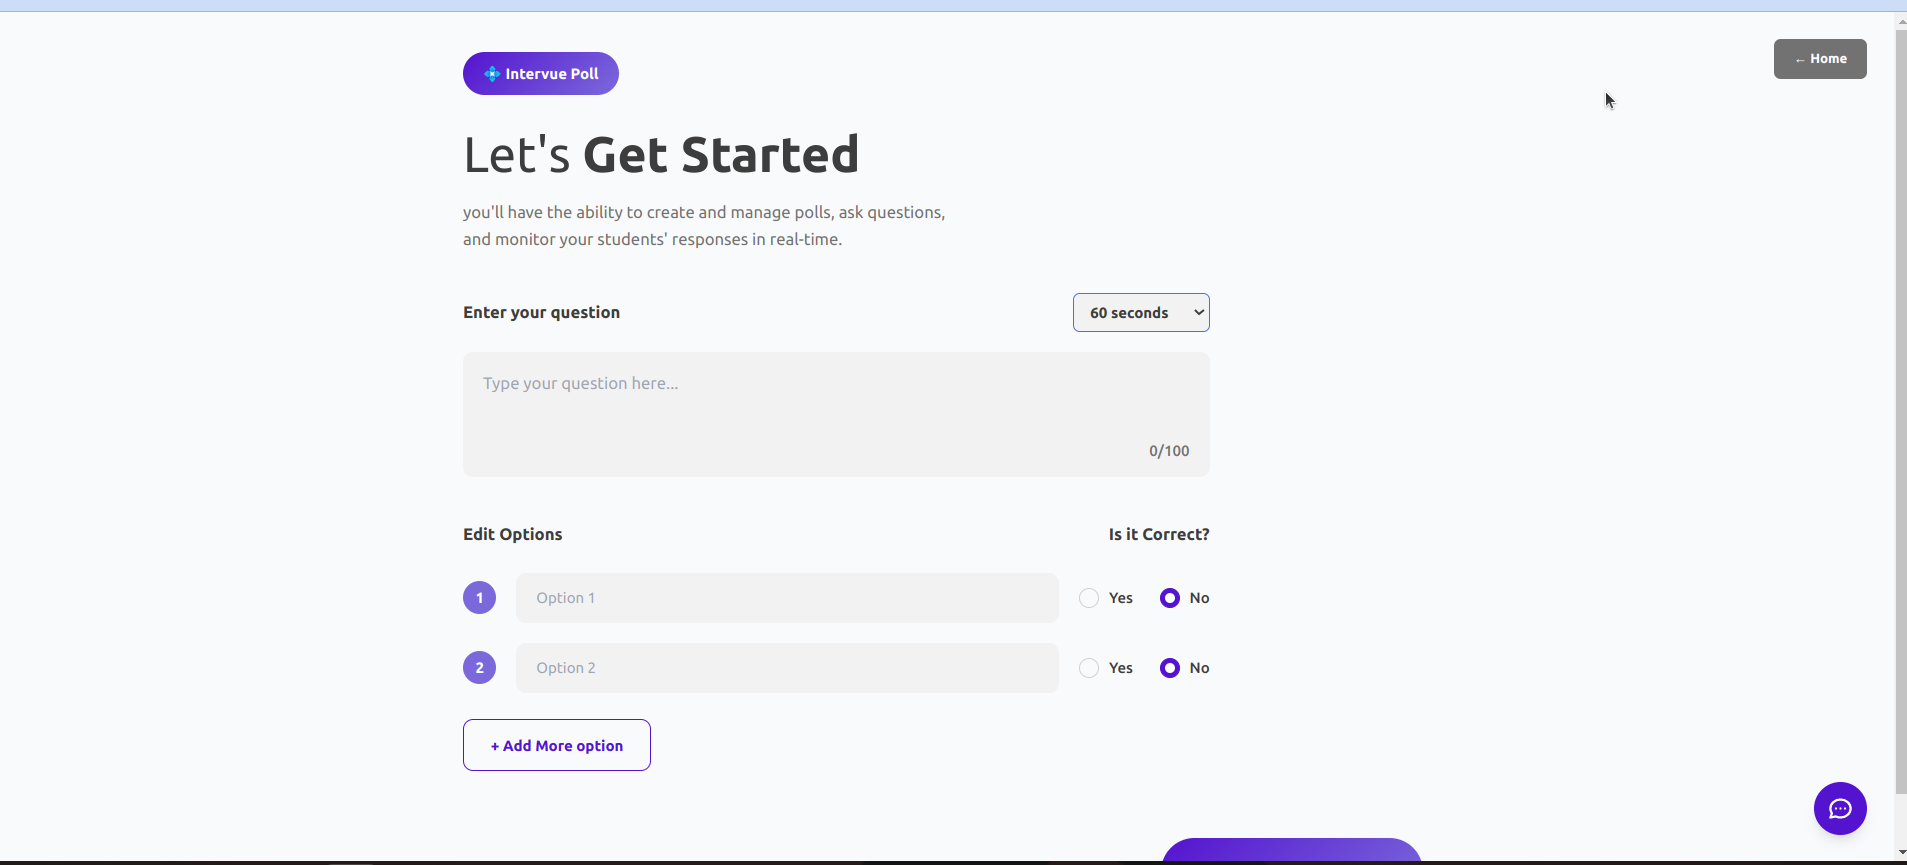 Intervue Poll
← Home
Let's Get Started
you'll have the ability to create and manage polls, ask questions,
and monitor your students' responses in real-time.
Enter your question
60 seconds
Type your question here...
0/100
Edit Options
Is it Correct?
1 Option 1 Yes No
2 Option 2 Yes No
+ Add More option